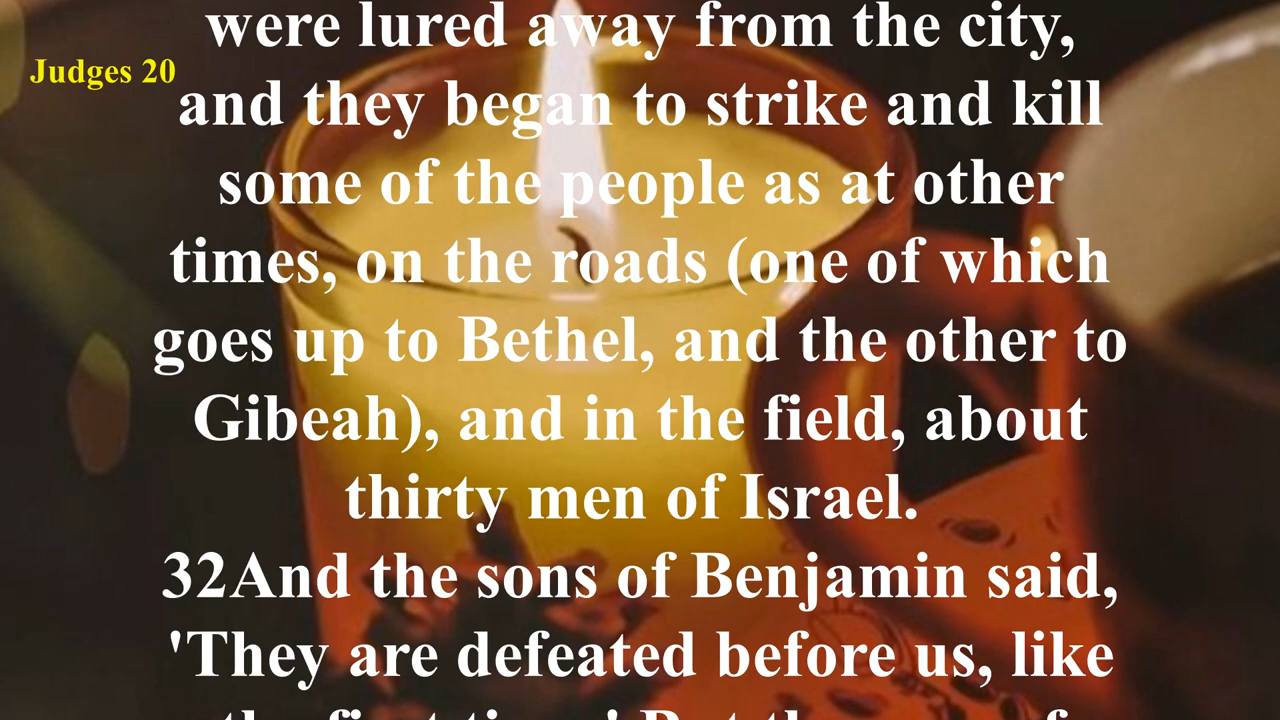 were lured away from the city,
Judges 20
and they began to strike and kill
some of the people as at other
times, on the roads (one of which
goes up to Bethel, and the other to
Gibeah), and in the field, about
thirty men of Israel.
32And the sons of Benjamin said,
'They are defeated before us, like